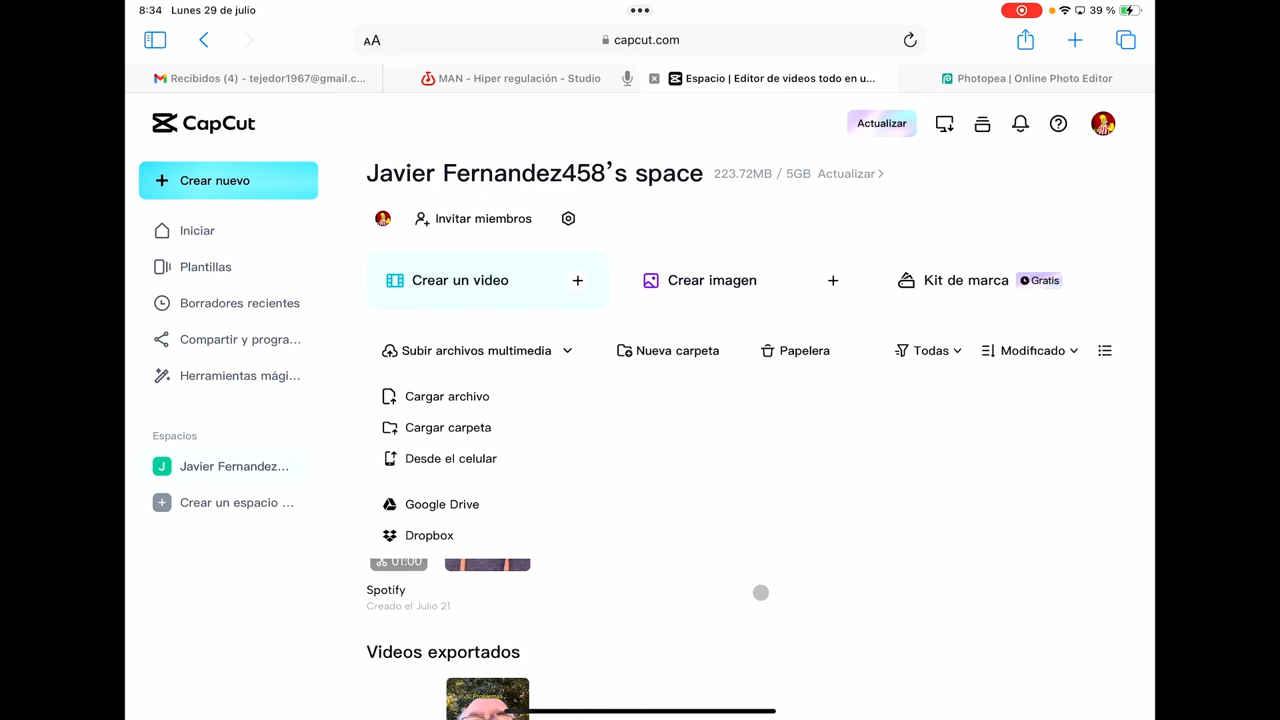 8:34 Lunes 29 de julio
39 %
AA capcut.com
Recibidos (4) - tejedor1967@gmail.c...
MAN - Hiper regulación - Studio
Espacio | Editor de videos todo en u...
Photopea | Online Photo Editor
CapCut
Actualizar
Javier Fernandez458's space
223.72MB / 5GB Actualizar >
Crear nuevo
Invitar miembros
Iniciar
Plantillas
Borradores recientes
Compartir y progra...
Herramientas mági...
Crear un video +
Crear imagen +
Kit de marca Gratis
Subir archivos multimedia
Nueva carpeta
Papelera
Todas
Modificado
Cargar archivo
Cargar carpeta
Desde el celular
Google Drive
Dropbox
Espacios
J Javier Fernandez...
+ Crear un espacio ...
01:00
Spotify
Creado el Julio 21
Videos exportados
Problemas